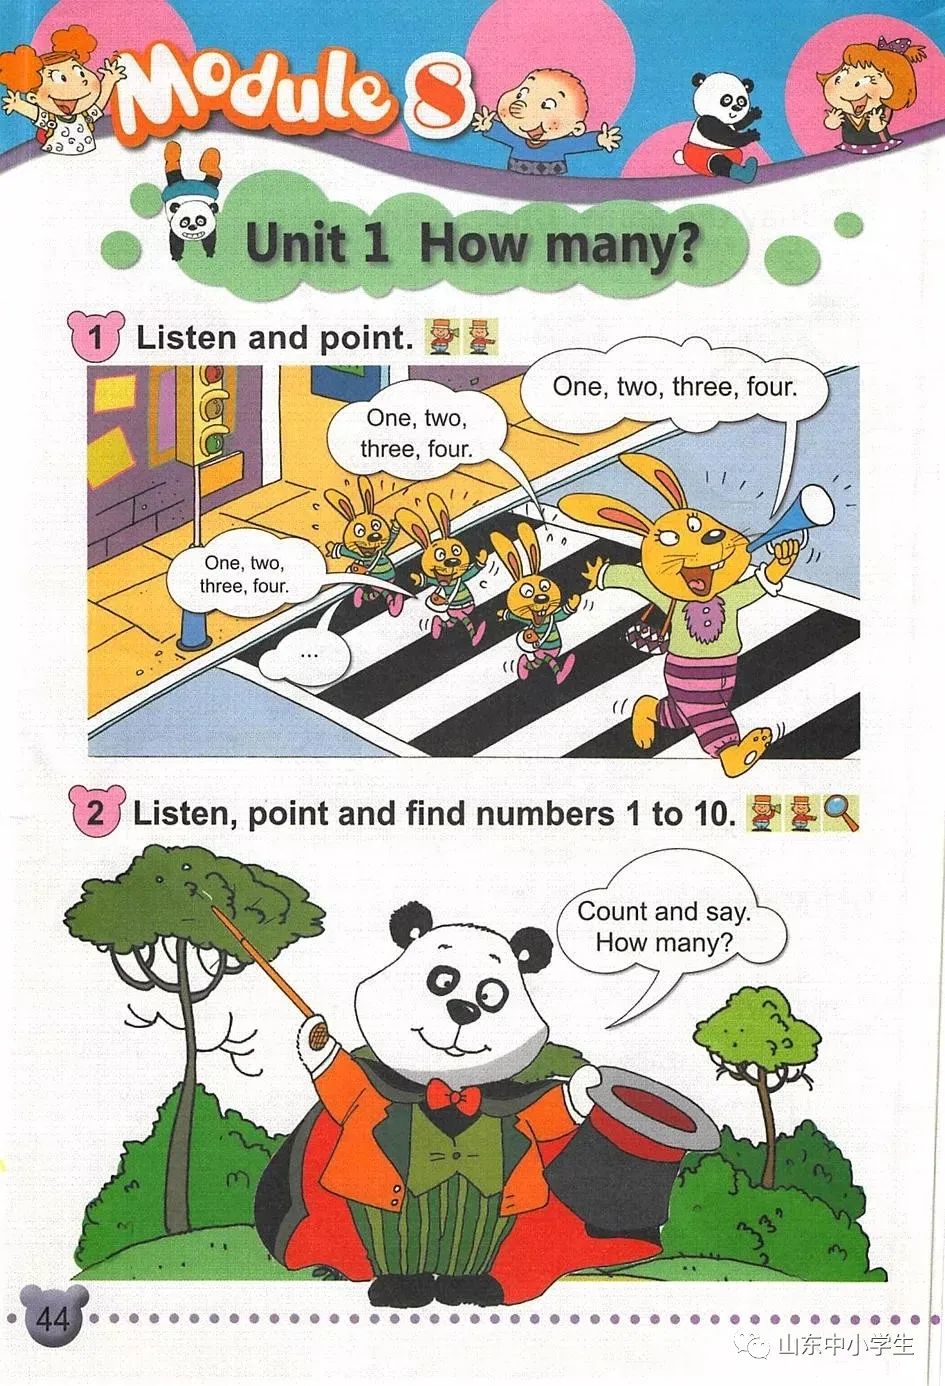 Module 8
Unit 1 How many?
1 Listen and point.
One, two, three, four.
One, two,
three, four.
One, two,
three, four.
...
2 Listen, point and find numbers 1 to 10.
Count and say.
How many?
44
山东中小学生